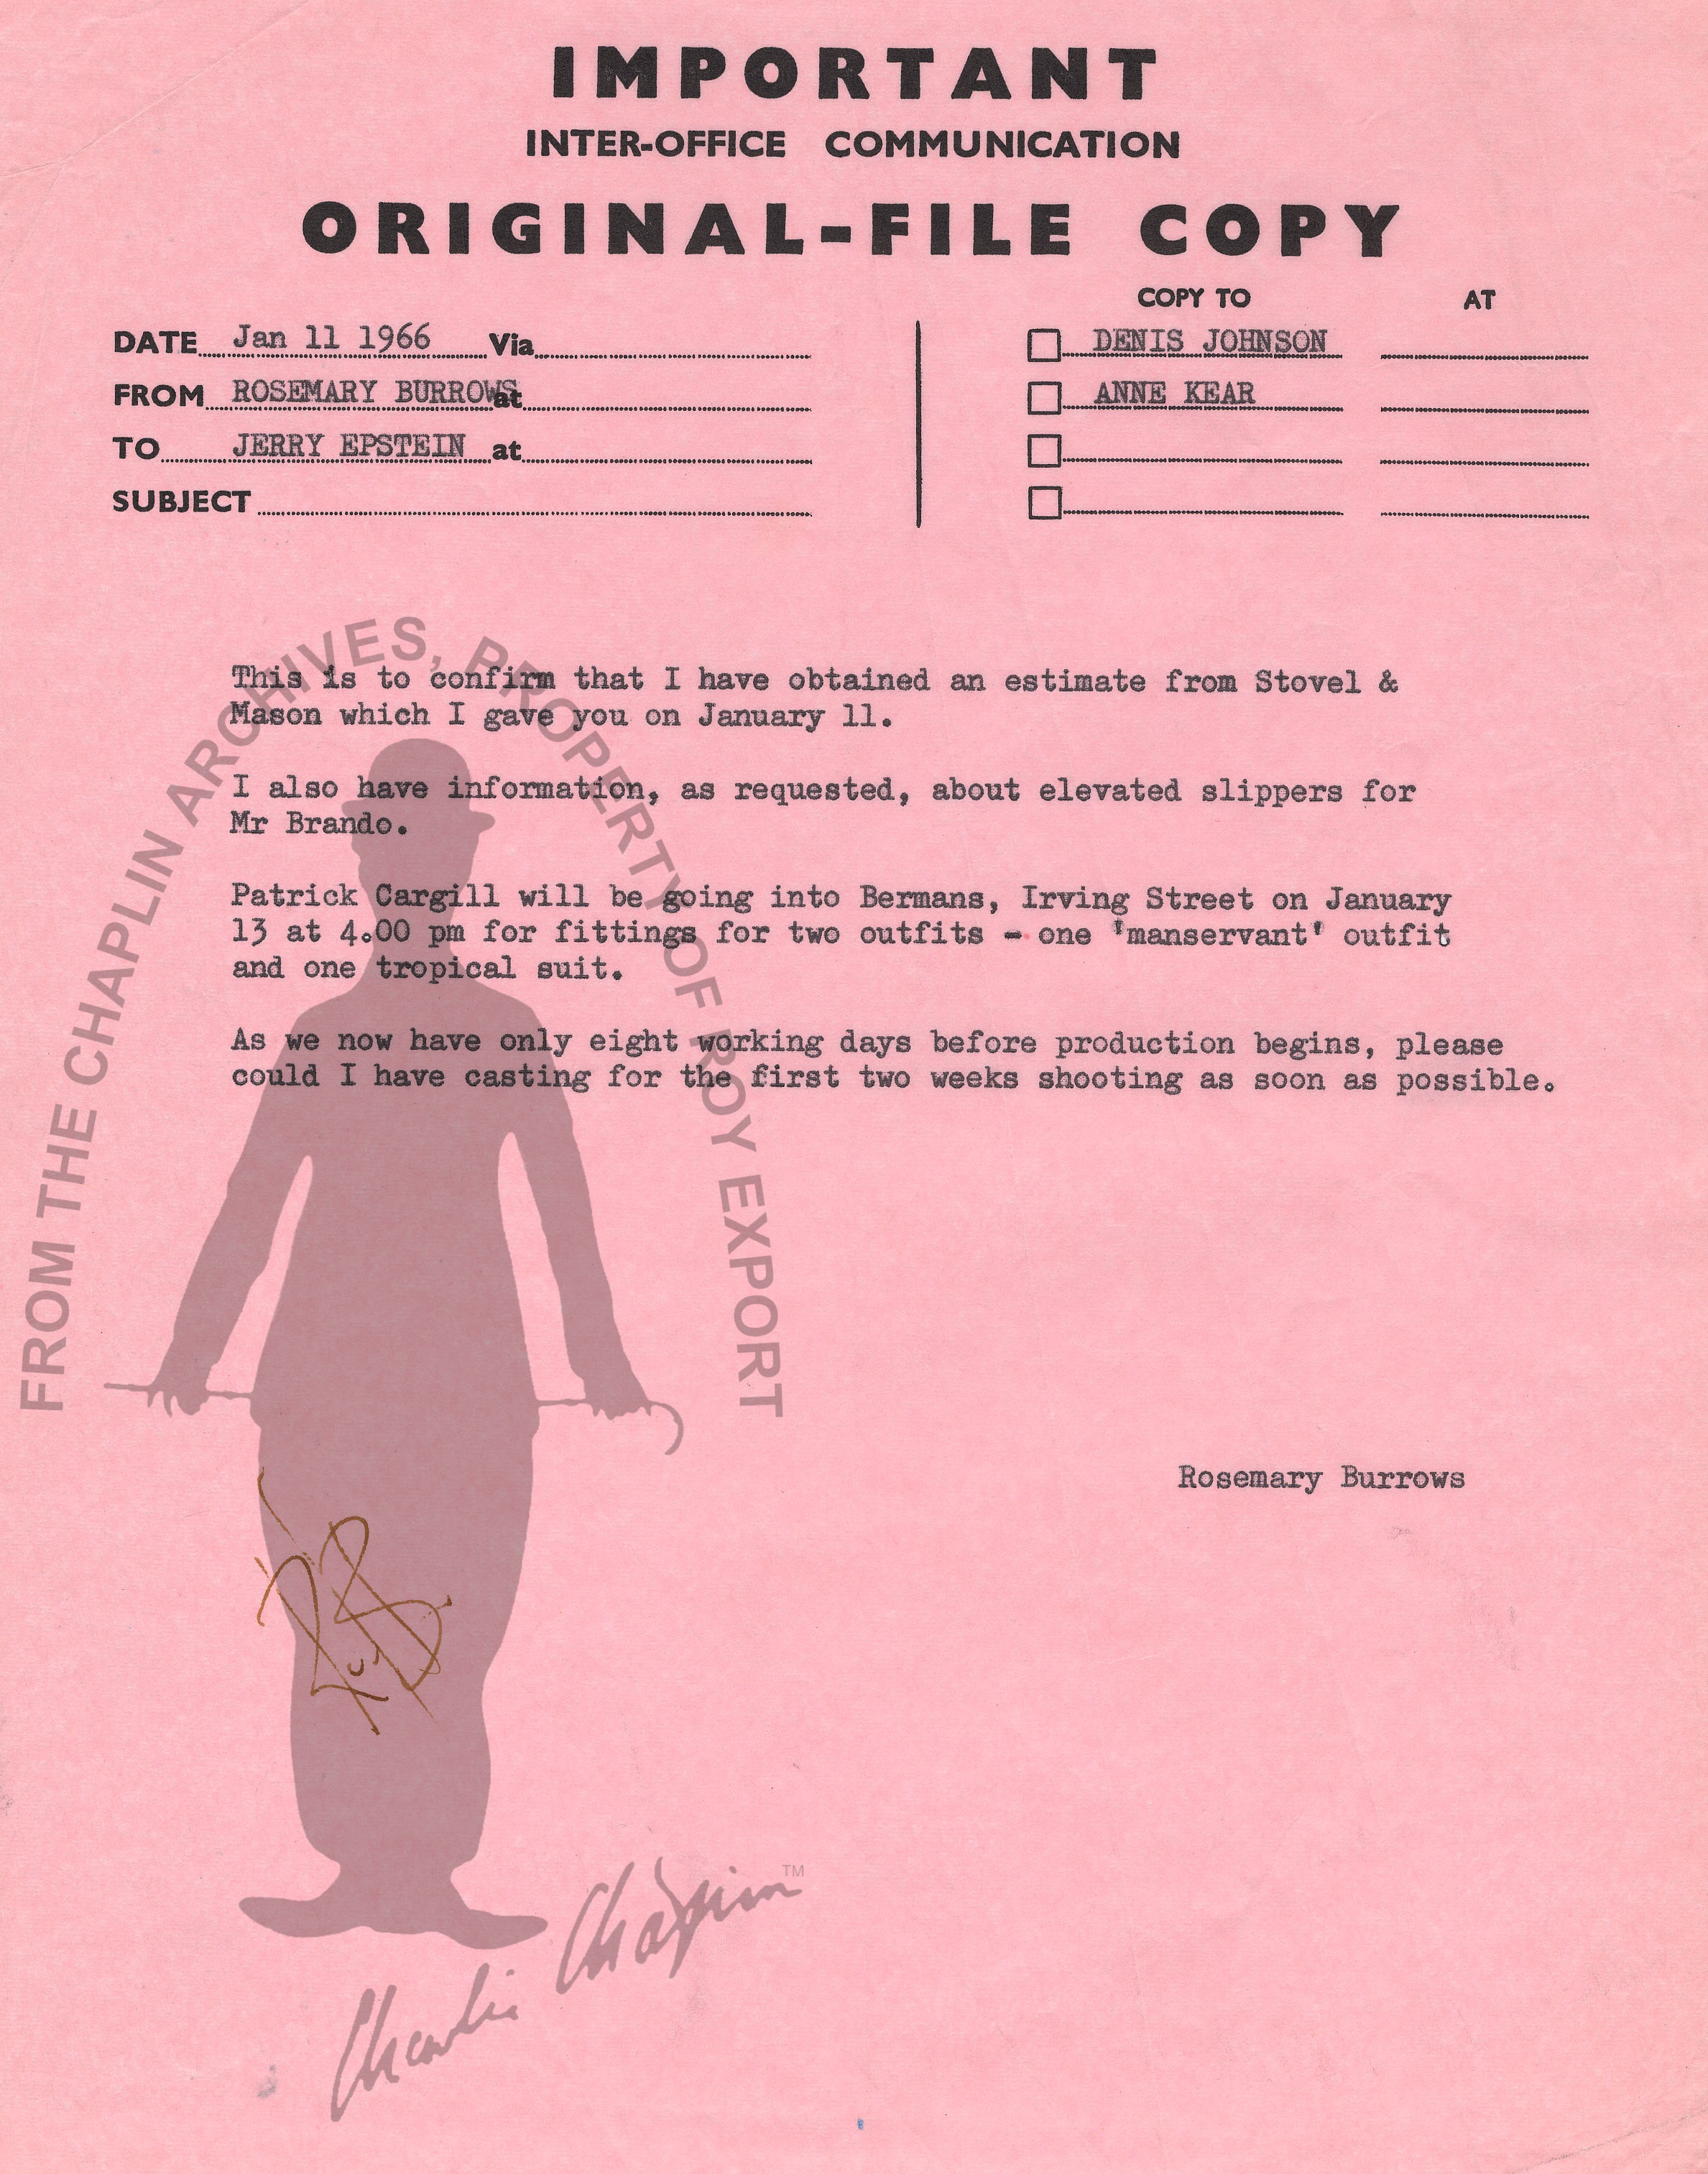 IMPORTANT
INTER-OFFICE COMMUNICATION
ORIGINAL-FILE COPY
COPY TO AT
DATE Jan 11 1966 Via
DENIS JOHNSON
FROM ROSEMARY BURROWS at
ANNE KEAR
TO JERRY EPSTEIN at
SUBJECT
This is to confirm that I have obtained an estimate from Stovel &
Mason which I gave you on January 11.
I also have information, as requested, about elevated slippers for
Mr Brando.
Patrick Cargill will be going into Bermans, Irving Street on January
13 at 4.00 pm for fittings for two outfits - one 'manservant' outfit
and one tropical suit.
As we now have only eight working days before production begins, please
could I have casting for the first two weeks shooting as soon as possible.
Rosemary Burrows
FROM THE CHAPLIN ARCHIVES, PROPERTY OF ROY EXPORT
Charlie Chaplin TM